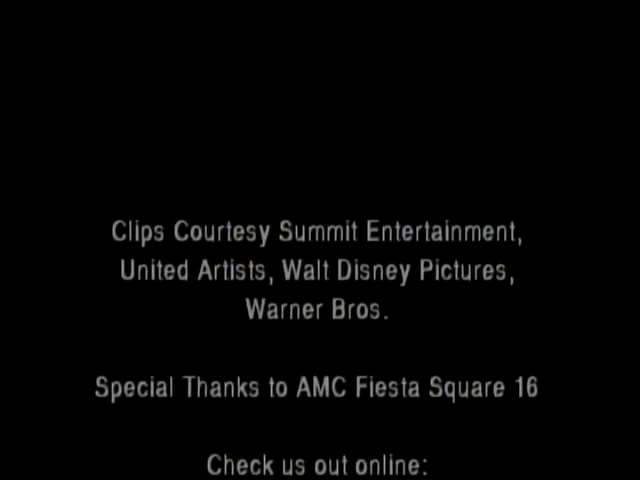 Clips Courtesy Summit Entertainment,
United Artists, Walt Disney Pictures,
Warner Bros.
Special Thanks to AMC Fiesta Square 16
Check us out online: